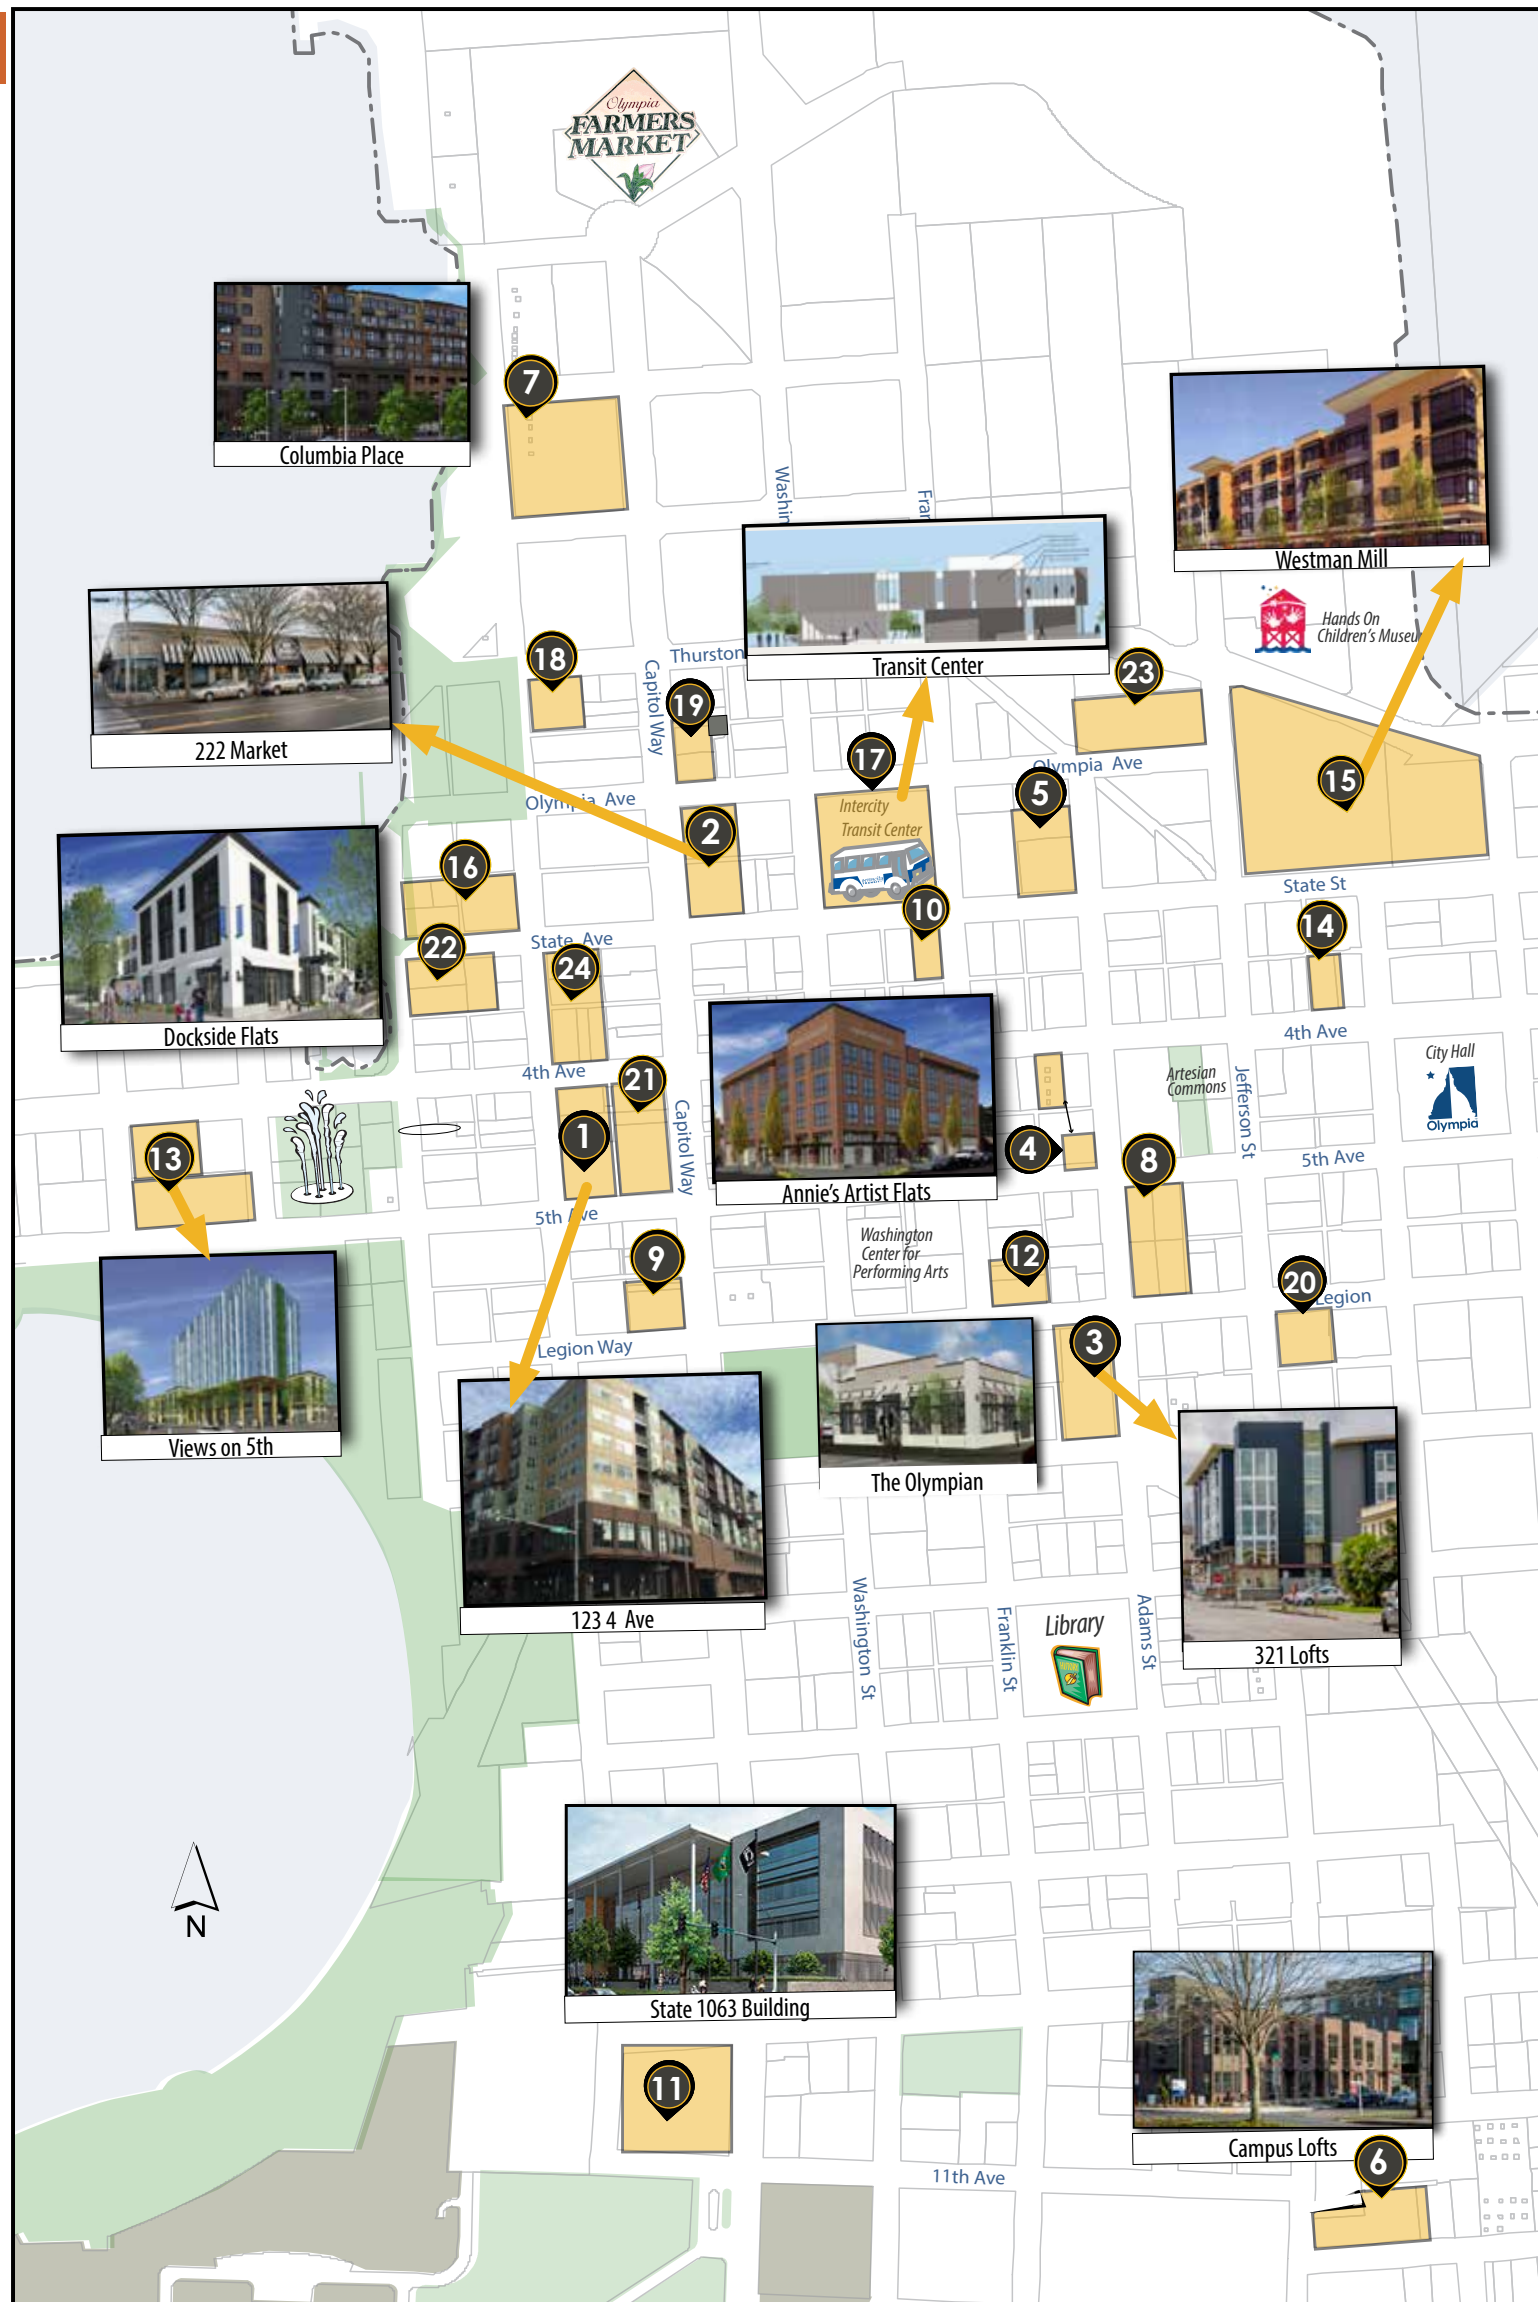 Olympia
FARMERS
MARKET
Columbia Place
7
Washin
Fran
Westman Mill
Hands On
Children's Museu
222 Market
18
Thurston
Capitol Way
19
Transit Center
23
17
Olympia Ave
5
15
Intercity
Transit Center
Olympia Ave
2
16
10
State St
14
22
State Ave
24
Dockside Flats
4th Ave
4th Ave
21
City Hall
Olympia
Artesian
Commons
Jefferson St
Capitol Way
1
13
4
8
5th Ave
Annie's Artist Flats
5th Ave
Washington
Center for
Performing Arts
9
12
20
Legion
Legion Way
3
Views on 5th
The Olympian
123 4 Ave
Washington St
Franklin St
Library
Adams St
321 Lofts
N
State 1063 Building
11
Campus Lofts
6
11th Ave